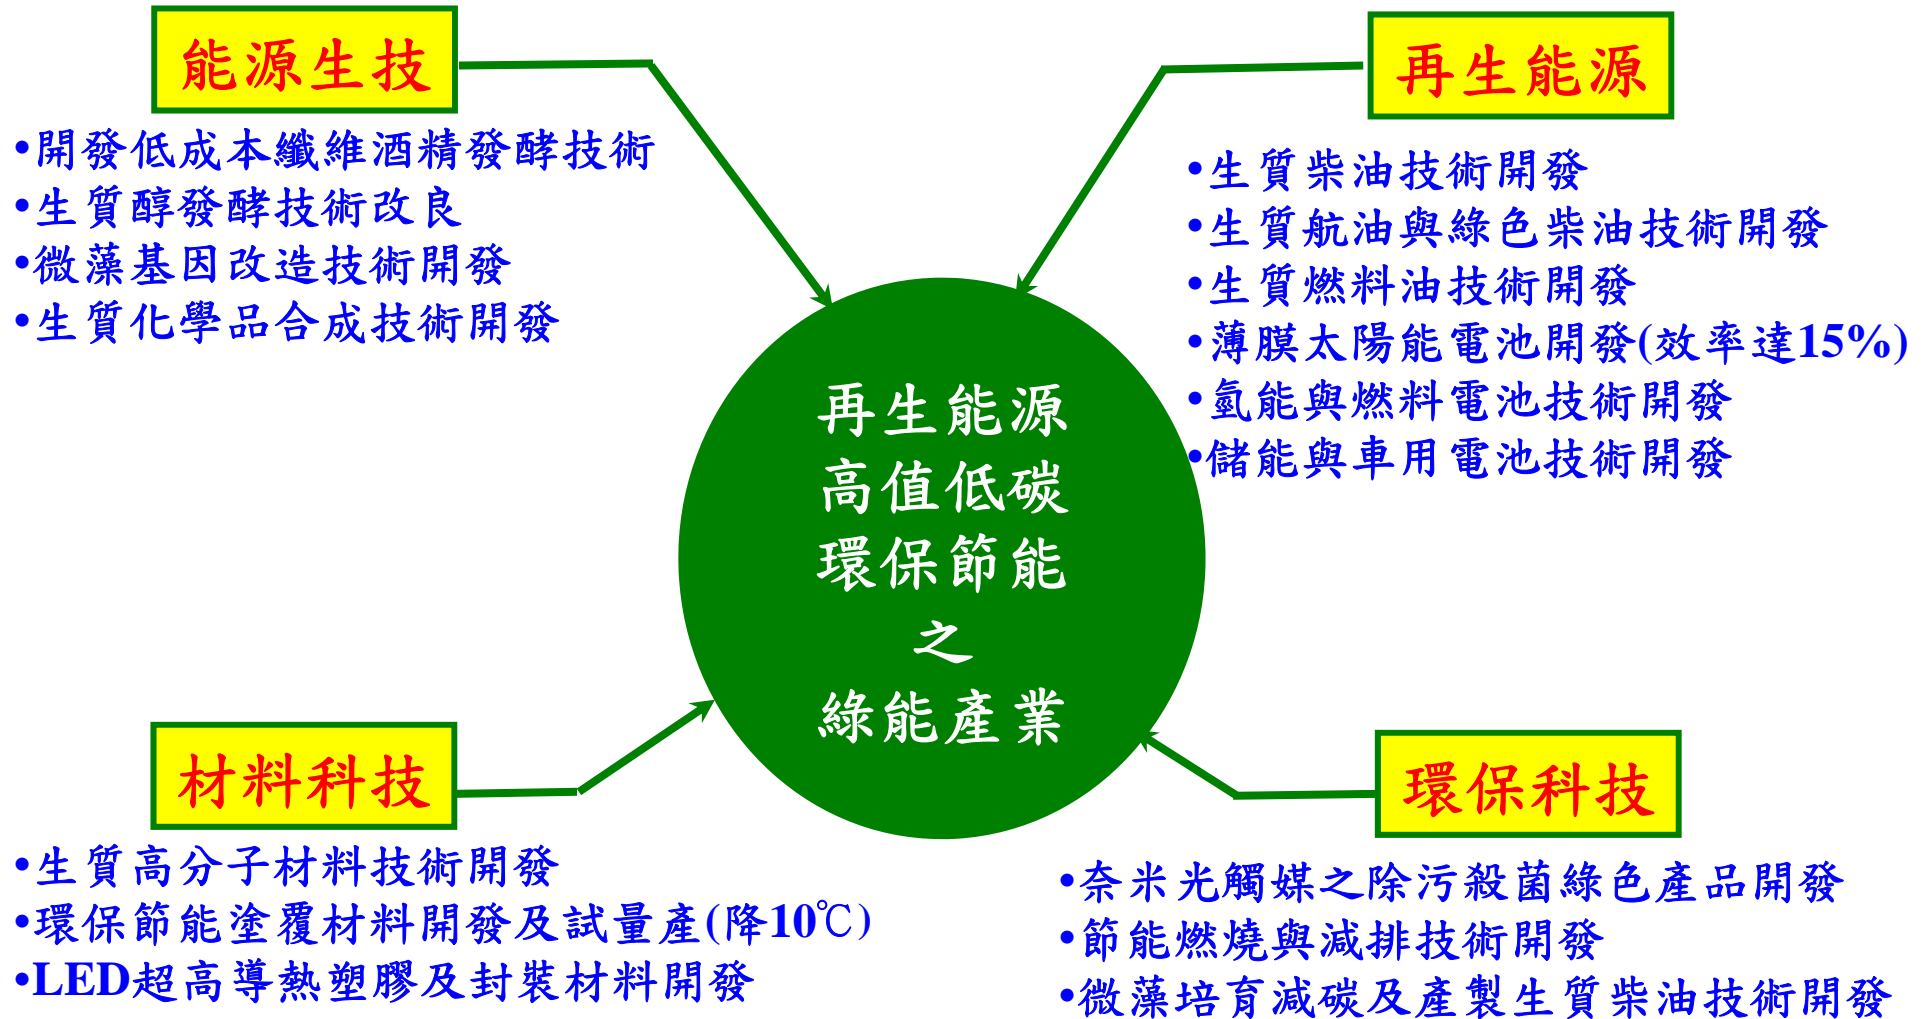 能源生技
•開發低成本纖維酒精發酵技術
•生質醇發酵技術改良
•微藻基因改造技術開發
•生質化學品合成技術開發
再生能源
•生質柴油技術開發
•生質航油與綠色柴油技術開發
•生質燃料油技術開發
•薄膜太陽能電池開發(效率達15%)
•氫能與燃料電池技術開發
•儲能與車用電池技術開發
再生能源
高值低碳
環保節能
之
綠能產業
材料科技
•生質高分子材料技術開發
•環保節能塗覆材料開發及試量產(降10℃)
•LED超高導熱塑膠及封裝材料開發
環保科技
•奈米光觸媒之除污殺菌綠色產品開發
•節能燃燒與減排技術開發
•微藻培育減碳及產製生質柴油技術開發